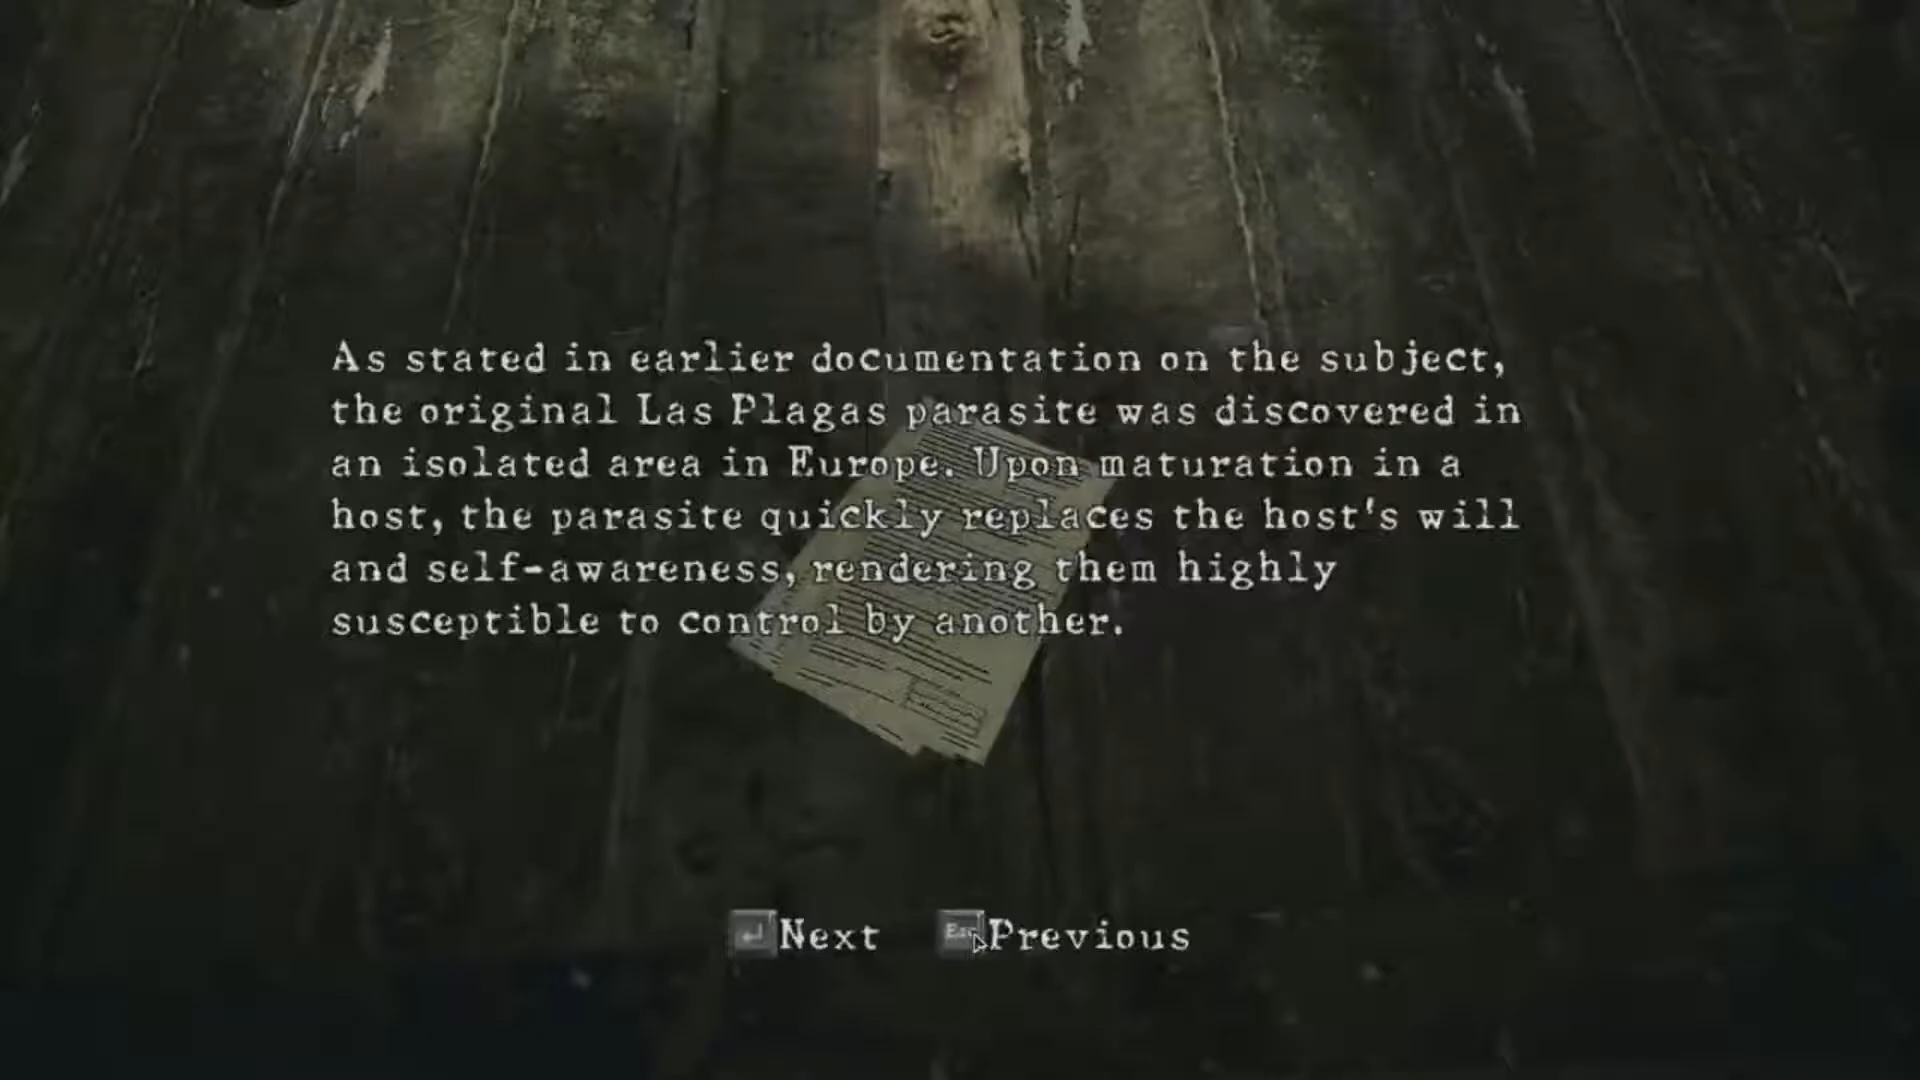 As stated in earlier documentation on the subject,
the original Las Plagas parasite was discovered in
an isolated area in Europe. Upon maturation in a
host, the parasite quickly replaces the host's will
and self-awareness, rendering them highly
susceptible to control by another.
Next Esc Previous